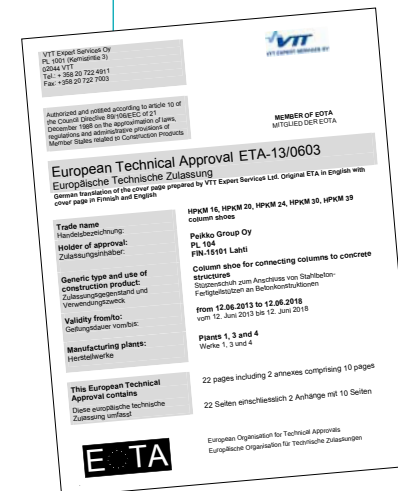 VTT Expert Services Oy
PL 1001 (Kemistintie 3)
02044 VTT
Tel.: + 358 20 722 4911
Fax: +358 20 722 7003
VTT
VTT EXPERT SERVICES OY
Authorized and notified according to article 10 of
the Council Directive 89/106/EEC of 21
December 1988 on the approximation of laws,
regulations and administrative provisions of
Member States related to Construction Products
MEMBER OF EOTA
MITGLIED DER EOTA
European Technical Approval ETA-13/0603
Europäische Technische Zulassung
German translation of the cover page prepared by VTT Expert Services Ltd. Original ETA in English with
cover page in Finnish and English
Trade name
Handelsbezeichnung:
HPKM 16, HPKM 20, HPKM 24, HPKM 30, HPKM 39
column shoes
Holder of approval:
Zulassungsinhaber:
Peikko Group Oy
PL 104
FIN-15101 Lahti
Generic type and use of
construction product:
Zulassungsgegenstand und
Verwendungszweck
Column shoe for connecting columns to concrete
structures
Stützenschuh zum Anschluss von Stahlbeton-
Fertigteilstützen an Betonkonstruktionen
Validity from/to:
Geltungsdauer vom/bis:
from 12.06.2013 to 12.06.2018
vom 12. Juni 2013 bis 12. Juni 2018
Manufacturing plants:
Herstellwerke
Plants 1, 3 and 4
Werke 1, 3 und 4
This European Technical
Approval contains
Diese europäische technische
Zulassung umfasst
22 pages including 2 annexes comprising 10 pages
22 Seiten einschliesslich 2 Anhänge mit 10 Seiten
EOTA
European Organisation for Technical Approvals
Europäische Organisation für Technische Zulassungen